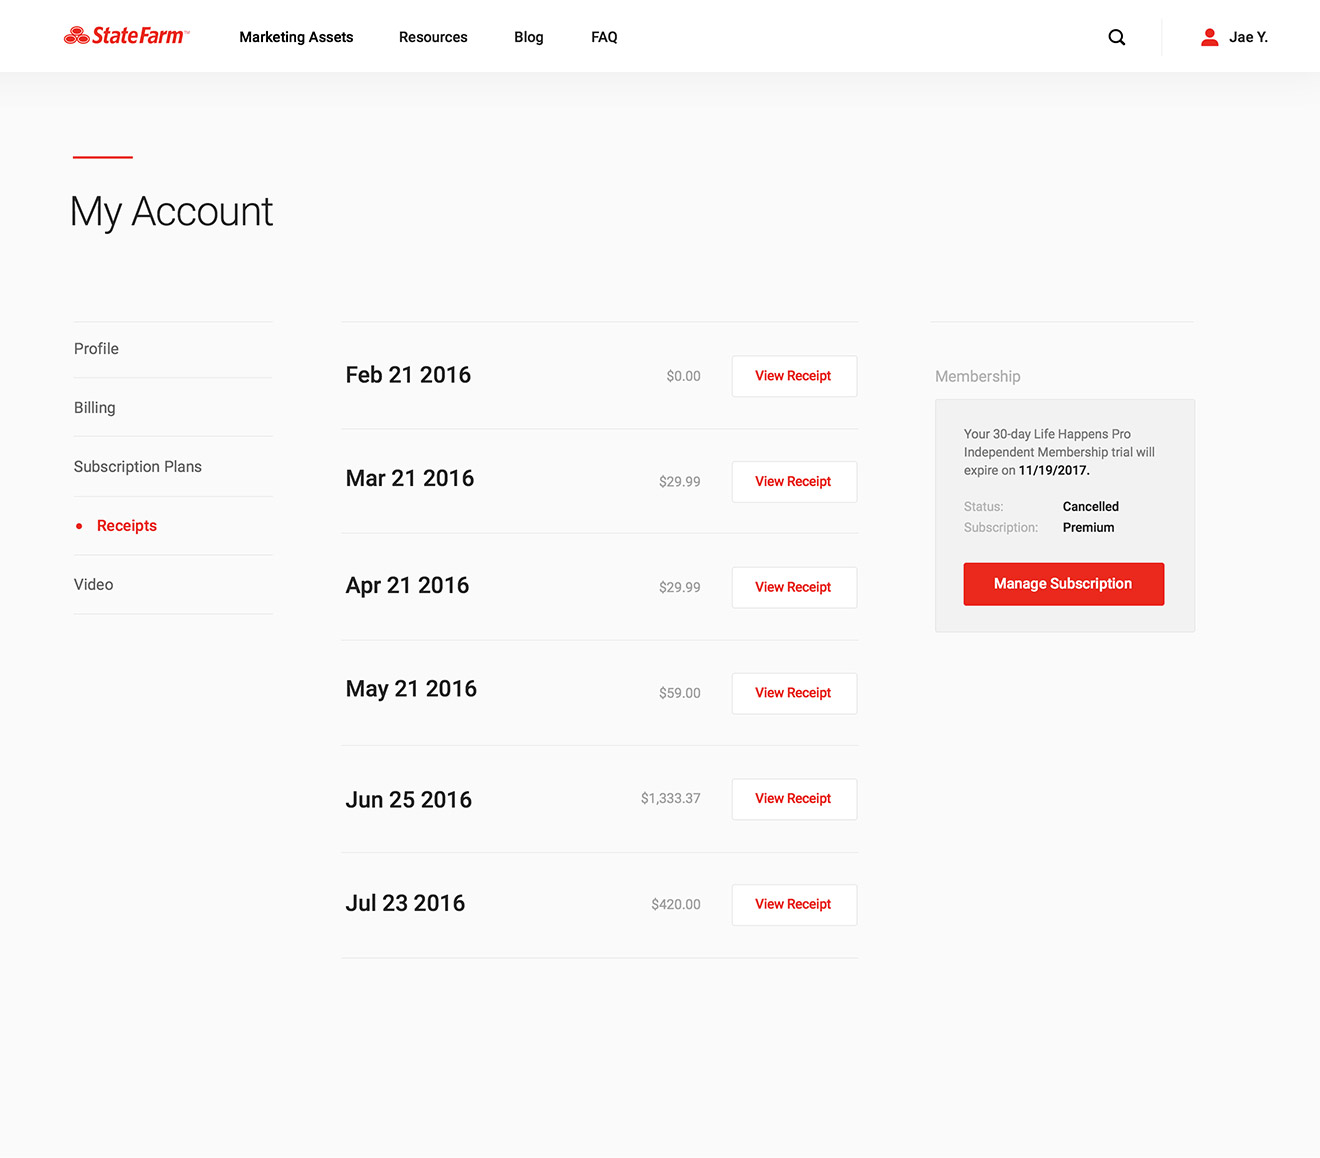 StateFarm™
Marketing Assets
Resources
Blog
FAQ
Jae Y.
My Account
Profile
Billing
Subscription Plans
Receipts
Video
Feb 21 2016 $0.00 View Receipt
Mar 21 2016 $29.99 View Receipt
Apr 21 2016 $29.99 View Receipt
May 21 2016 $59.00 View Receipt
Jun 25 2016 $1,333.37 View Receipt
Jul 23 2016 $420.00 View Receipt
Membership
Your 30-day Life Happens Pro
Independent Membership trial will
expire on 11/19/2017.
Status: Cancelled
Subscription: Premium
Manage Subscription